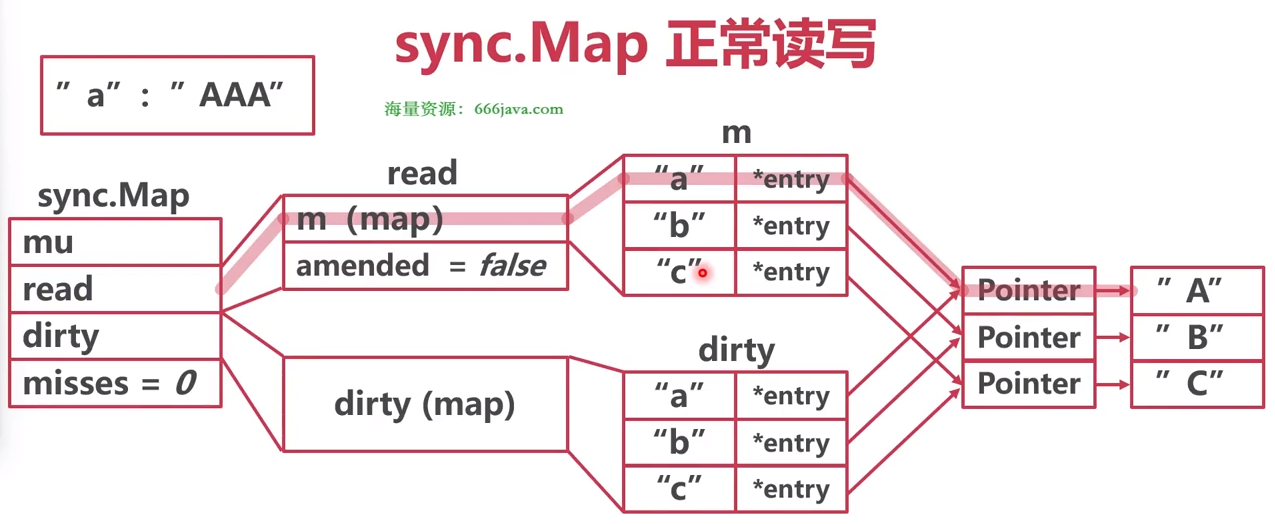 sync.Map 正常读写
”a” : ”AAA”
海量资源：666java.com
sync.Map
mu
read
dirty
misses = 0
read
m（map）
amended = false
dirty (map)
m
“a” *entry
“b” *entry
“c” *entry
dirty
“a” *entry
“b” *entry
“c” *entry
Pointer ”A”
Pointer ”B”
Pointer ”C”